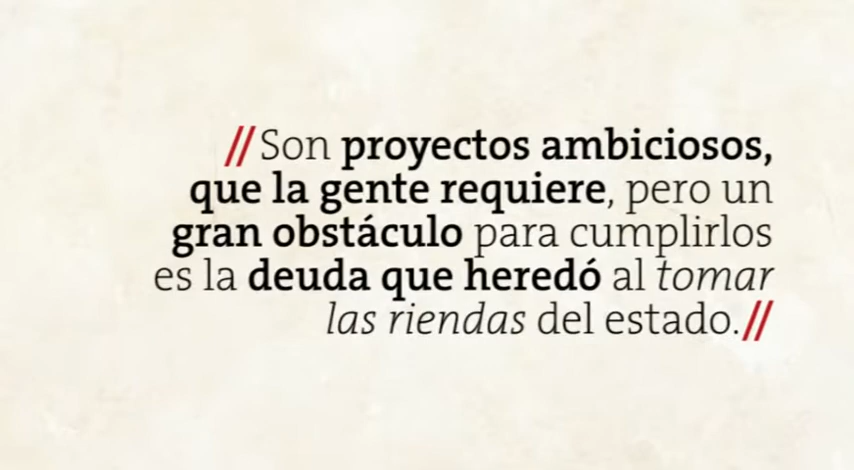 //Son proyectos ambiciosos,
que la gente requiere, pero un
gran obstáculo para cumplirlos
es la deuda que heredó al tomar
las riendas del estado.//